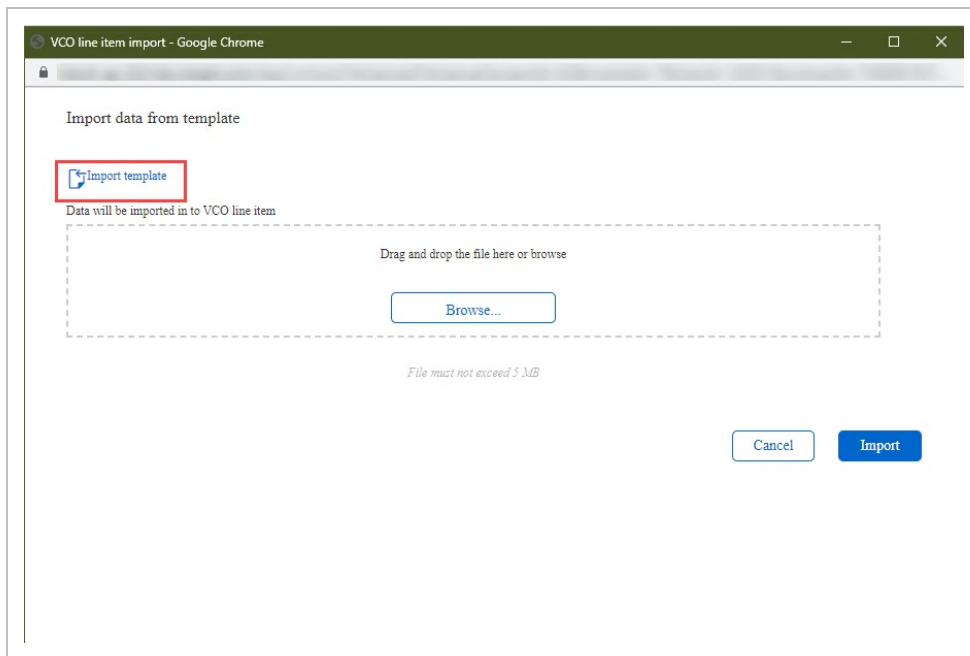 VCO line item import - Google Chrome
Import data from template
Import template
Data will be imported in to VCO line item
Drag and drop the file here or browse
Browse...
File must not exceed 5 MB
Cancel Import